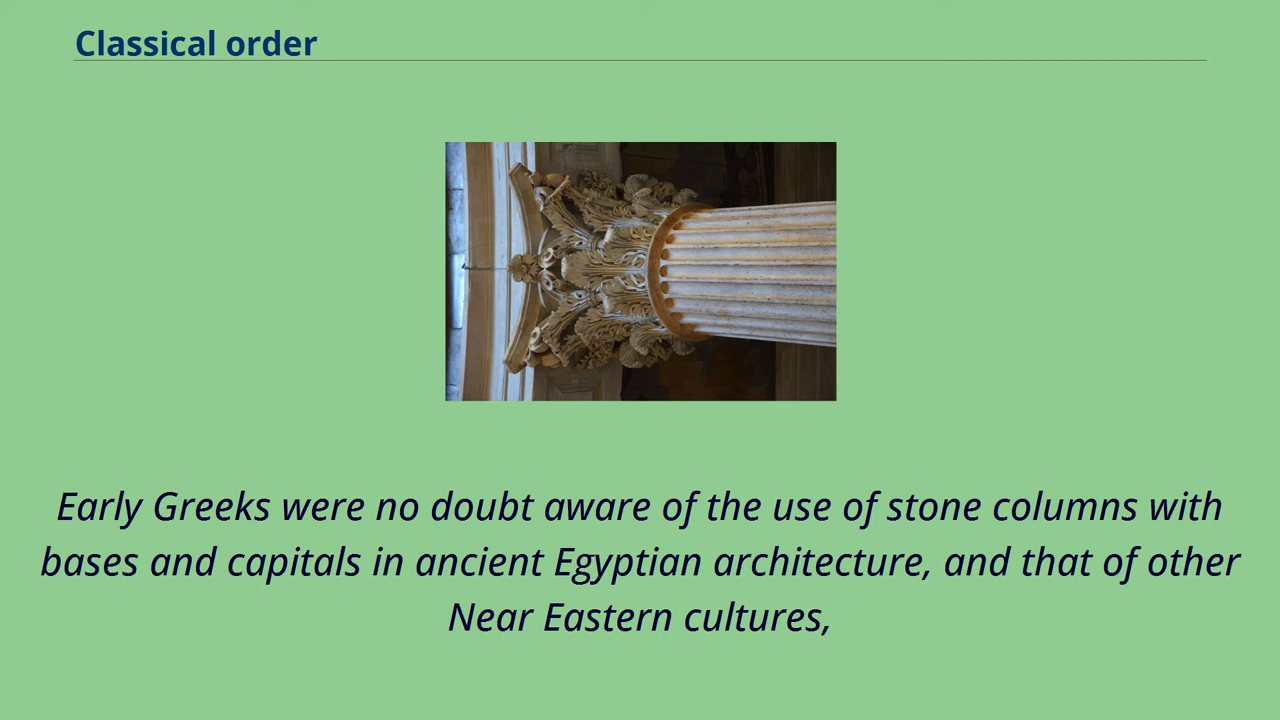 Classical order
Early Greeks were no doubt aware of the use of stone columns with
bases and capitals in ancient Egyptian architecture, and that of other
Near Eastern cultures,